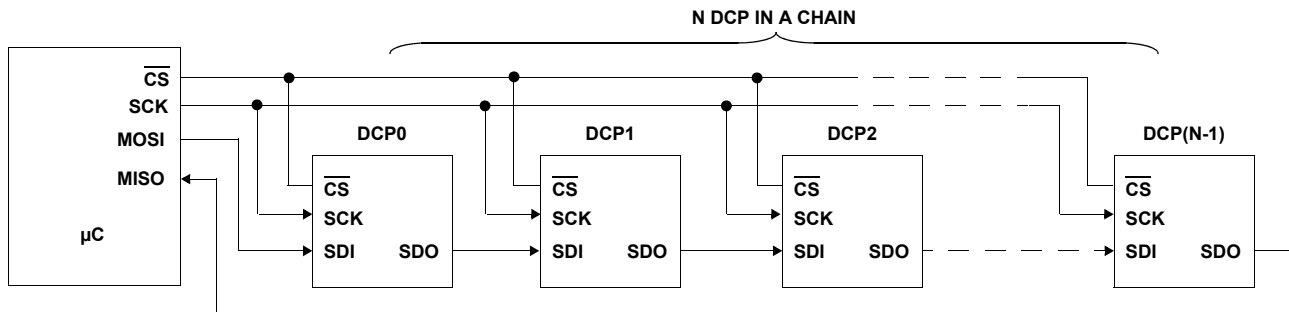 N DCP IN A CHAIN
CS
SCK
MOSI
MISO
µC
DCP0
CS
SCK
SDI SDO
DCP1
CS
SCK
SDI SDO
DCP2
CS
SCK
SDI SDO
DCP(N-1)
CS
SCK
SDI SDO